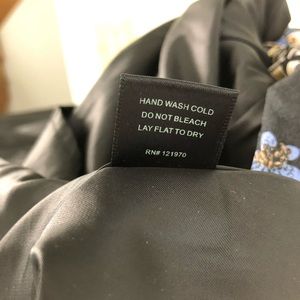 HAND WASH COLD
DO NOT BLEACH
LAY FLAT TO DRY
RN# 121970